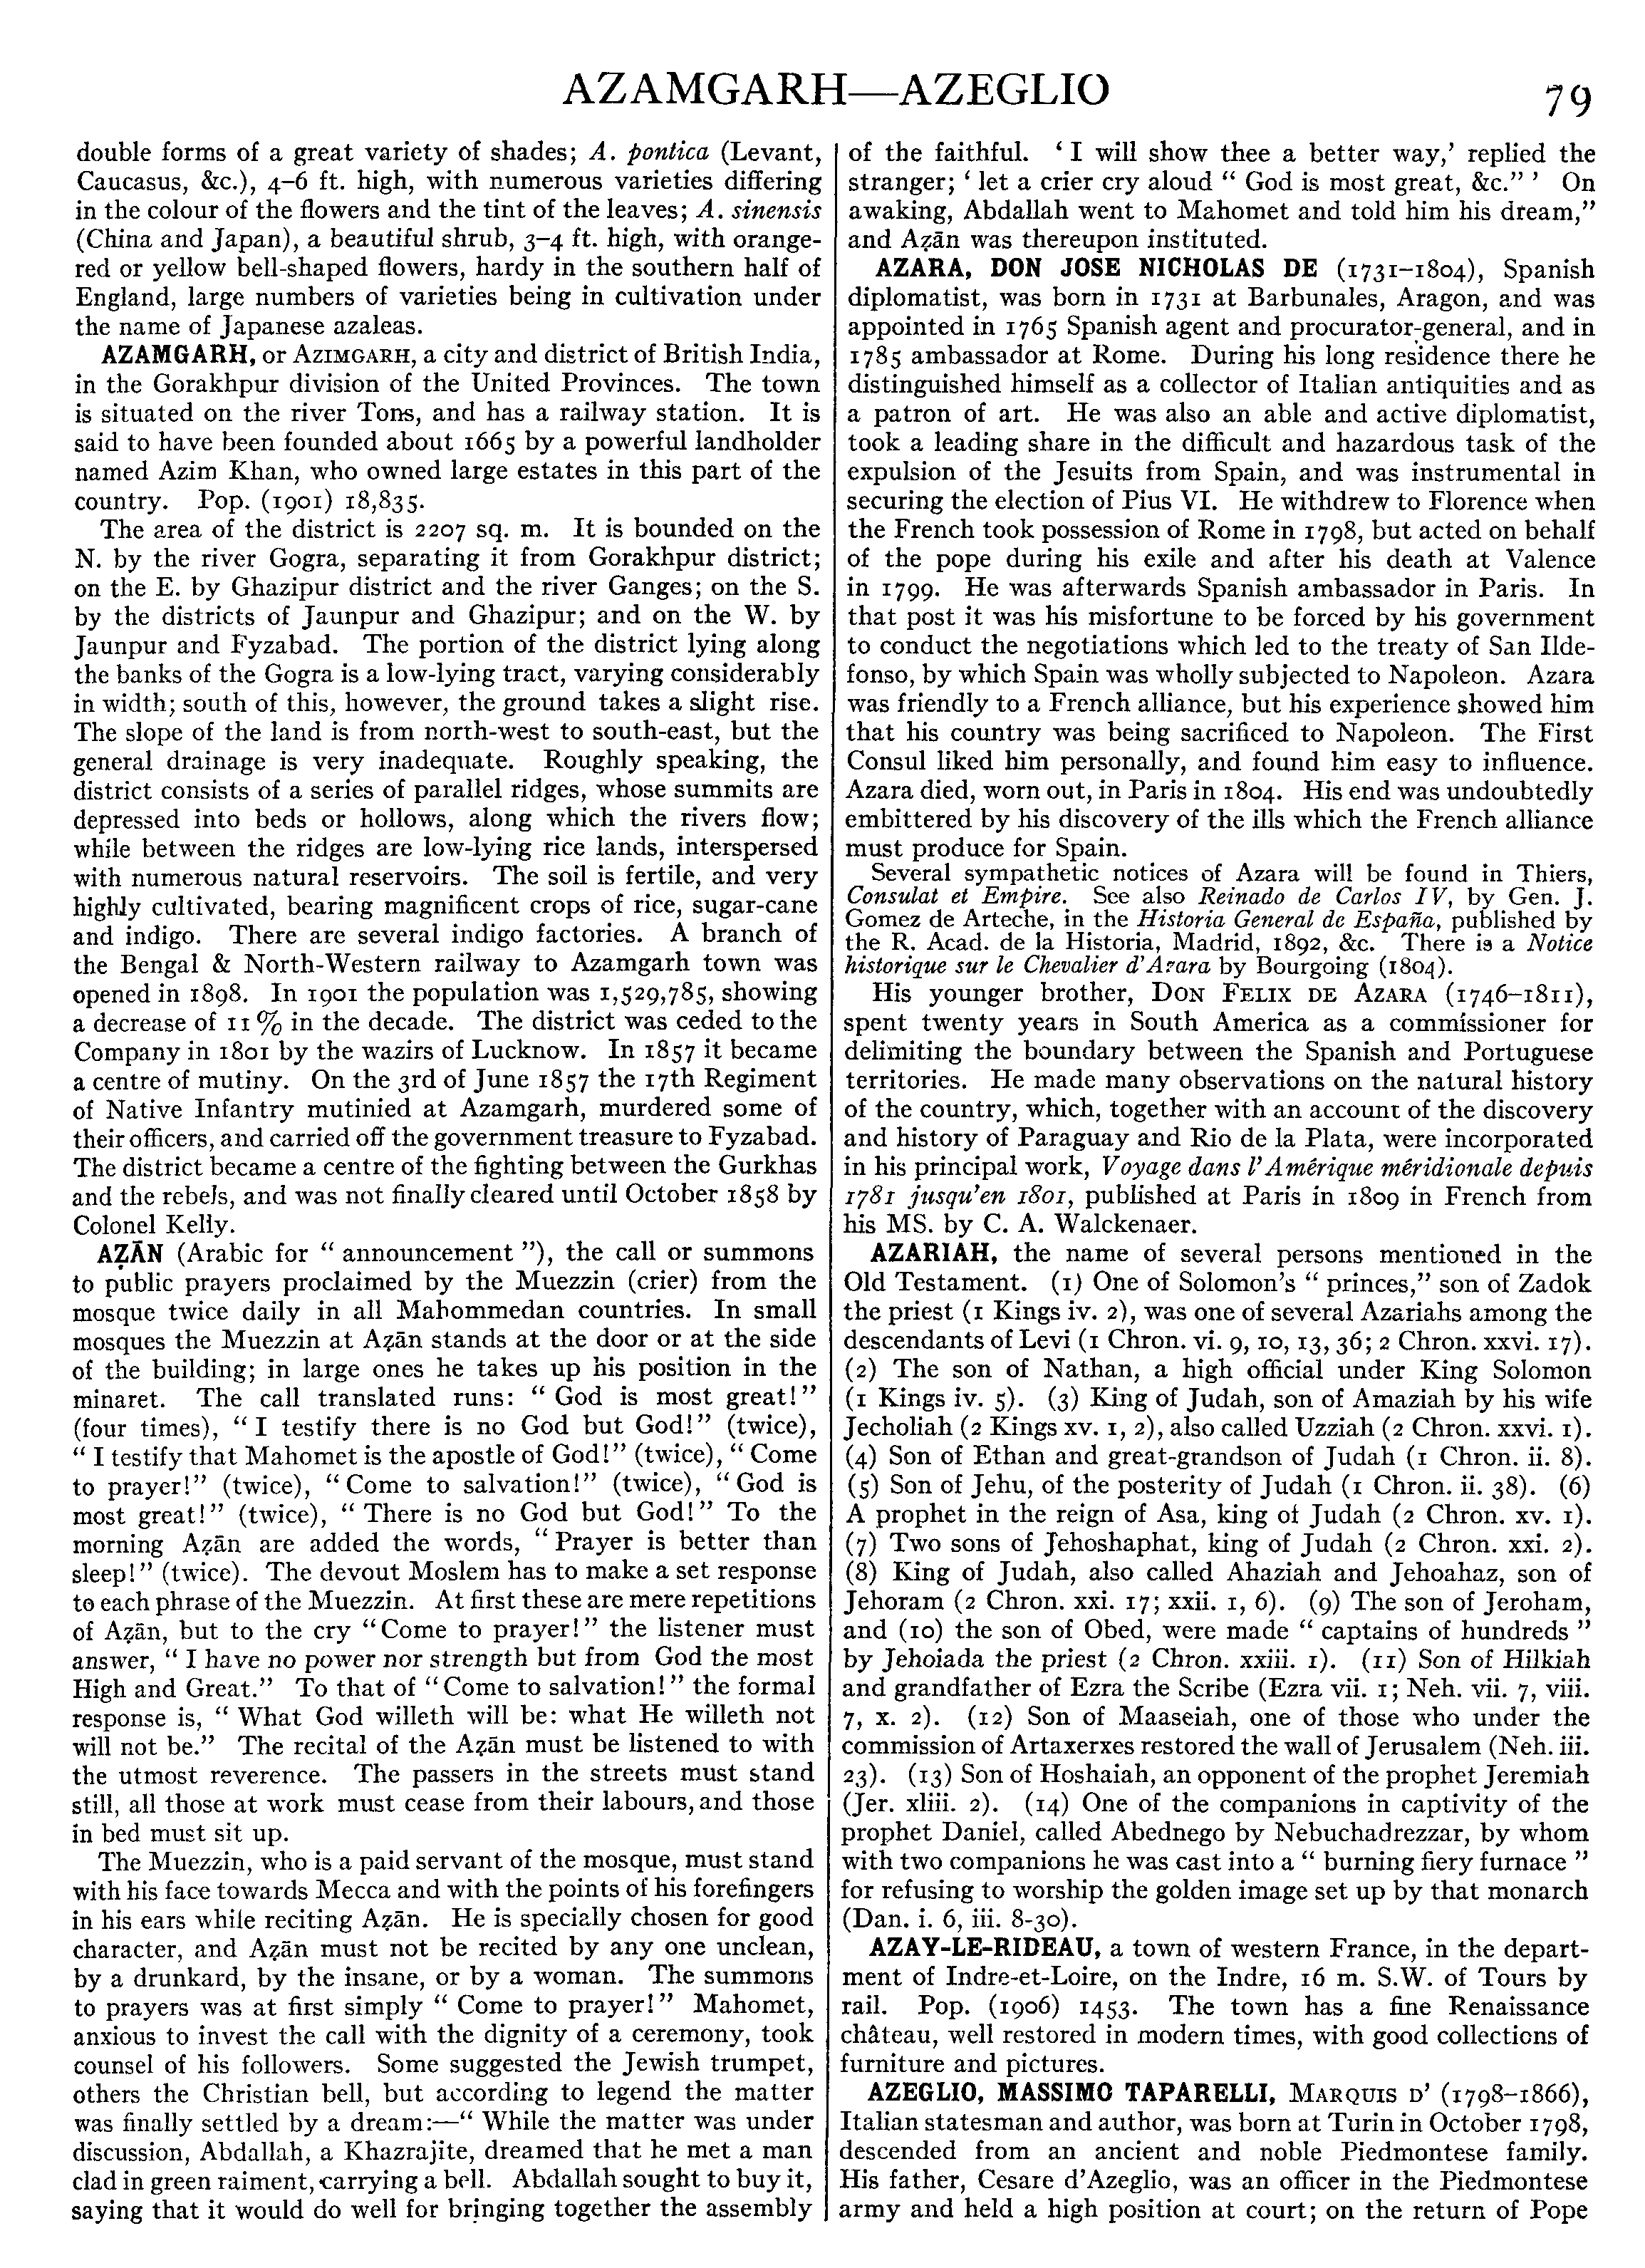 AZAMGARH—AZEGLIO
79
double forms of a great variety of shades; A. pontica (Levant,
Caucasus, &c.), 4–6 ft. high, with numerous varieties differing
in the colour of the flowers and the tint of the leaves; A. sinensis
(China and Japan), a beautiful shrub, 3–4 ft. high, with orange-
red or yellow bell-shaped flowers, hardy in the southern half of
England, large numbers of varieties being in cultivation under
the name of Japanese azaleas.
AZAMGARH, or AZIMGARH, a city and district of British India,
in the Gorakhpur division of the United Provinces. The town
is situated on the river Tons, and has a railway station. It is
said to have been founded about 1665 by a powerful landholder
named Azim Khan, who owned large estates in this part of the
country. Pop. (1901) 18,835.
The area of the district is 2207 sq. m. It is bounded on the
N. by the river Gogra, separating it from Gorakhpur district;
on the E. by Ghazipur district and the river Ganges; on the S.
by the districts of Jaunpur and Ghazipur; and on the W. by
Jaunpur and Fyzabad. The portion of the district lying along
the banks of the Gogra is a low-lying tract, varying considerably
in width; south of this, however, the ground takes a slight rise.
The slope of the land is from north-west to south-east, but the
general drainage is very inadequate. Roughly speaking, the
district consists of a series of parallel ridges, whose summits are
depressed into beds or hollows, along which the rivers flow;
while between the ridges are low-lying rice lands, interspersed
with numerous natural reservoirs. The soil is fertile, and very
highly cultivated, bearing magnificent crops of rice, sugar-cane
and indigo. There are several indigo factories. A branch of
the Bengal & North-Western railway to Azamgarh town was
opened in 1898. In 1901 the population was 1,529,785, showing
a decrease of 11% in the decade. The district was ceded to the
Company in 1801 by the wazirs of Lucknow. In 1857 it became
a centre of mutiny. On the 3rd of June 1857 the 17th Regiment
of Native Infantry mutinied at Azamgarh, murdered some of
their officers, and carried off the government treasure to Fyzabad.
The district became a centre of the fighting between the Gurkhas
and the rebels, and was not finally cleared until October 1858 by
Colonel Kelly.
AẒĀN (Arabic for “ announcement ”), the call or summons
to public prayers proclaimed by the Muezzin (crier) from the
mosque twice daily in all Mahommedan countries. In small
mosques the Muezzin at Aẓān stands at the door or at the side
of the building; in large ones he takes up his position in the
minaret. The call translated runs: “ God is most great!”
(four times), “ I testify there is no God but God!” (twice),
“ I testify that Mahomet is the apostle of God!” (twice), “ Come
to prayer!” (twice), “ Come to salvation!” (twice), “ God is
most great!” (twice), “ There is no God but God!” To the
morning Aẓān are added the words, “ Prayer is better than
sleep!” (twice). The devout Moslem has to make a set response
to each phrase of the Muezzin. At first these are mere repetitions
of Aẓān, but to the cry “ Come to prayer!” the listener must
answer, “ I have no power nor strength but from God the most
High and Great.” To that of “ Come to salvation!” the formal
response is, “ What God willeth will be: what He willeth not
will not be.” The recital of the Aẓān must be listened to with
the utmost reverence. The passers in the streets must stand
still, all those at work must cease from their labours, and those
in bed must sit up.
The Muezzin, who is a paid servant of the mosque, must stand
with his face towards Mecca and with the points of his forefingers
in his ears while reciting Aẓān. He is specially chosen for good
character, and Aẓān must not be recited by any one unclean,
by a drunkard, by the insane, or by a woman. The summons
to prayers was at first simply “ Come to prayer!” Mahomet,
anxious to invest the call with the dignity of a ceremony, took
counsel of his followers. Some suggested the Jewish trumpet,
others the Christian bell, but according to legend the matter
was finally settled by a dream:—“ While the matter was under
discussion, Abdallah, a Khazrajite, dreamed that he met a man
clad in green raiment, carrying a bell. Abdallah sought to buy it,
saying that it would do well for bringing together the assembly
of the faithful. ‘ I will show thee a better way,’ replied the
stranger; ‘ let a crier cry aloud “ God is most great, &c.” ’ On
awaking, Abdallah went to Mahomet and told him his dream,”
and Aẓān was thereupon instituted.
AZARA, DON JOSE NICHOLAS DE (1731–1804), Spanish
diplomatist, was born in 1731 at Barbunales, Aragon, and was
appointed in 1765 Spanish agent and procurator-general, and in
1785 ambassador at Rome. During his long residence there he
distinguished himself as a collector of Italian antiquities and as
a patron of art. He was also an able and active diplomatist,
took a leading share in the difficult and hazardous task of the
expulsion of the Jesuits from Spain, and was instrumental in
securing the election of Pius VI. He withdrew to Florence when
the French took possession of Rome in 1798, but acted on behalf
of the pope during his exile and after his death at Valence
in 1799. He was afterwards Spanish ambassador in Paris. In
that post it was his misfortune to be forced by his government
to conduct the negotiations which led to the treaty of San Ilde-
fonso, by which Spain was wholly subjected to Napoleon. Azara
was friendly to a French alliance, but his experience showed him
that his country was being sacrificed to Napoleon. The First
Consul liked him personally, and found him easy to influence.
Azara died, worn out, in Paris in 1804. His end was undoubtedly
embittered by his discovery of the ills which the French alliance
must produce for Spain.
Several sympathetic notices of Azara will be found in Thiers,
Consulat et Empire. See also Reinado de Carlos IV, by Gen. J.
Gomez de Arteche, in the Historia General de España, published by
the R. Acad. de la Historia, Madrid, 1892, &c. There is a Notice
historique sur le Chevalier d'Azara by Bourgoing (1804).
His younger brother, DON FELIX DE AZARA (1746–1811),
spent twenty years in South America as a commissioner for
delimiting the boundary between the Spanish and Portuguese
territories. He made many observations on the natural history
of the country, which, together with an account of the discovery
and history of Paraguay and Rio de la Plata, were incorporated
in his principal work, Voyage dans l'Amérique méridionale depuis
1781 jusqu'en 1801, published at Paris in 1809 in French from
his MS. by C. A. Walckenaer.
AZARIAH, the name of several persons mentioned in the
Old Testament. (1) One of Solomon's “ princes,” son of Zadok
the priest (1 Kings iv. 2), was one of several Azariahs among the
descendants of Levi (1 Chron. vi. 9, 10, 13, 36; 2 Chron. xxvi. 17).
(2) The son of Nathan, a high official under King Solomon
(1 Kings iv. 5). (3) King of Judah, son of Amaziah by his wife
Jecholiah (2 Kings xv. 1, 2), also called Uzziah (2 Chron. xxvi. 1).
(4) Son of Ethan and great-grandson of Judah (1 Chron. ii. 8).
(5) Son of Jehu, of the posterity of Judah (1 Chron. ii. 38). (6)
A prophet in the reign of Asa, king of Judah (2 Chron. xv. 1).
(7) Two sons of Jehoshaphat, king of Judah (2 Chron. xxi. 2).
(8) King of Judah, also called Ahaziah and Jehoahaz, son of
Jehoram (2 Chron. xxi. 17; xxii. 1, 6). (9) The son of Jeroham,
and (10) the son of Obed, were made “ captains of hundreds ”
by Jehoiada the priest (2 Chron. xxiii. 1). (11) Son of Hilkiah
and grandfather of Ezra the Scribe (Ezra vii. 1; Neh. vii. 7, viii.
7, x. 2). (12) Son of Maaseiah, one of those who under the
commission of Artaxerxes restored the wall of Jerusalem (Neh. iii.
23). (13) Son of Hoshaiah, an opponent of the prophet Jeremiah
(Jer. xliii. 2). (14) One of the companions in captivity of the
prophet Daniel, called Abednego by Nebuchadrezzar, by whom
with two companions he was cast into a “ burning fiery furnace ”
for refusing to worship the golden image set up by that monarch
(Dan. i. 6, iii. 8-30).
AZAY-LE-RIDEAU, a town of western France, in the depart-
ment of Indre-et-Loire, on the Indre, 16 m. S.W. of Tours by
rail. Pop. (1906) 1453. The town has a fine Renaissance
château, well restored in modern times, with good collections of
furniture and pictures.
AZEGLIO, MASSIMO TAPARELLI, MARQUIS D' (1798–1866),
Italian statesman and author, was born at Turin in October 1798,
descended from an ancient and noble Piedmontese family.
His father, Cesare d'Azeglio, was an officer in the Piedmontese
army and held a high position at court; on the return of Pope